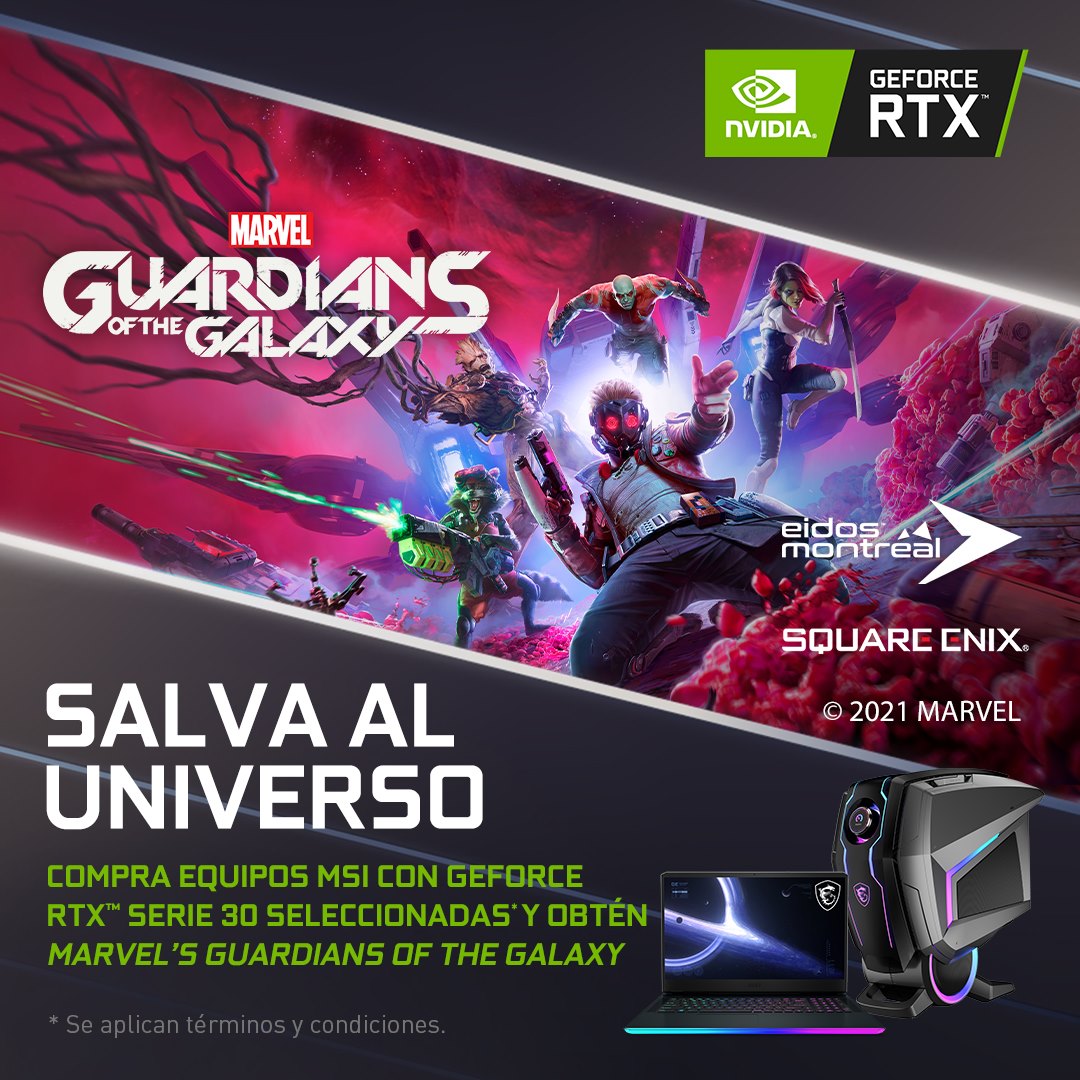 NVIDIA.
GEFORCE
RTX™
MARVEL
GUARDIANS
OF THE
GALAXY
eidos
montreal
SQUARE ENIX®
© 2021 MARVEL
SALVA AL
UNIVERSO
COMPRA EQUIPOS MSI CON GEFORCE
RTX™ SERIE 30 SELECCIONADAS* Y OBTÉN
MARVEL'S GUARDIANS OF THE GALAXY
* Se aplican términos y condiciones.